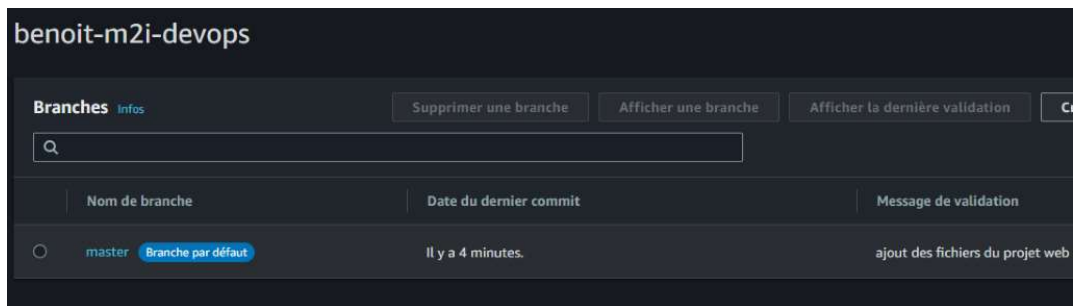 benoit-m2i-devops
Branches Infos Supprimer une branche Afficher une branche Afficher la dernière validation
Nom de branche Date du dernier commit Message de validation
master Branche par défaut Il y a 4 minutes. ajout des fichiers du projet web